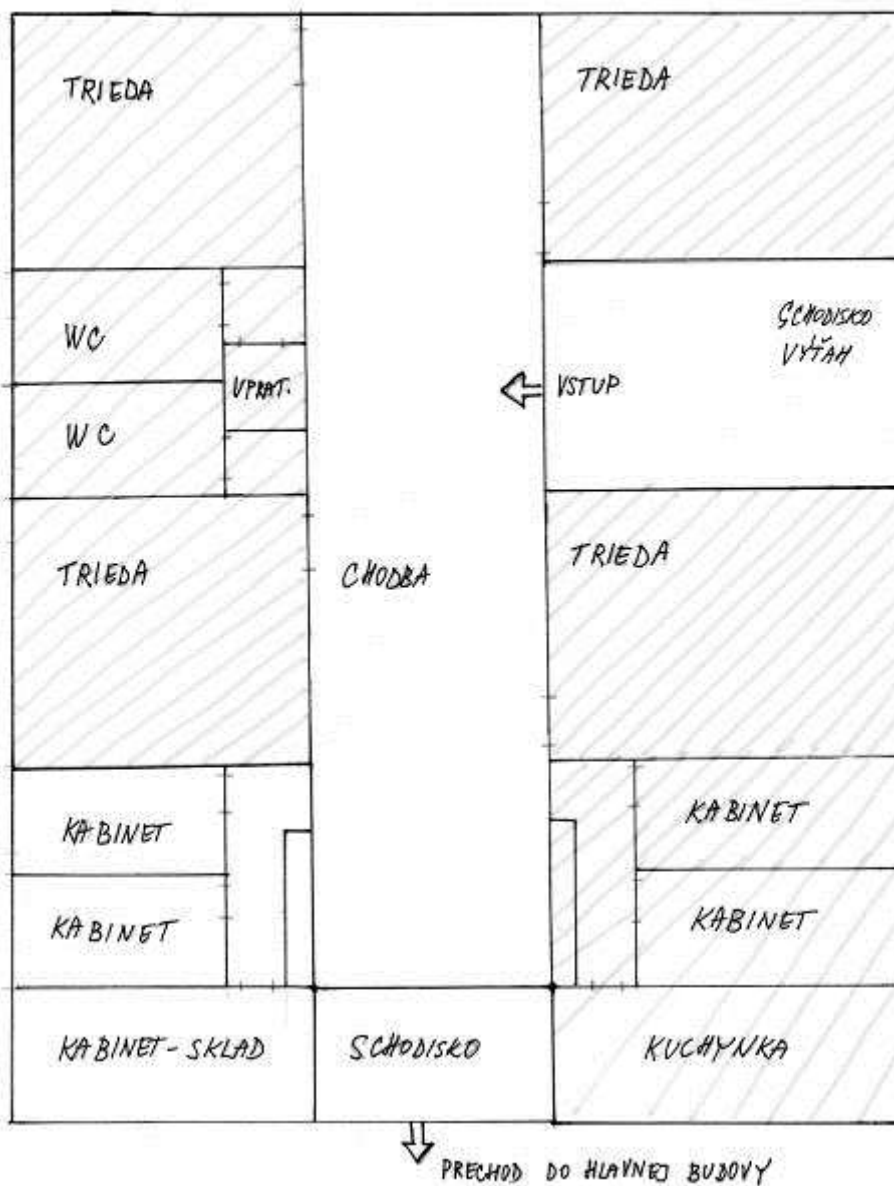 TRIEDA
TRIEDA
WC
UPRAT.
WC
VSTUP
SCHODISKO
VÝŤAH
TRIEDA
CHODBA
TRIEDA
KABINET
KABINET
KABINET
KABINET
KABINET-SKLAD
SCHODISKO
KUCHYNKA
PRECHOD DO HLAVNEJ BUDOVY